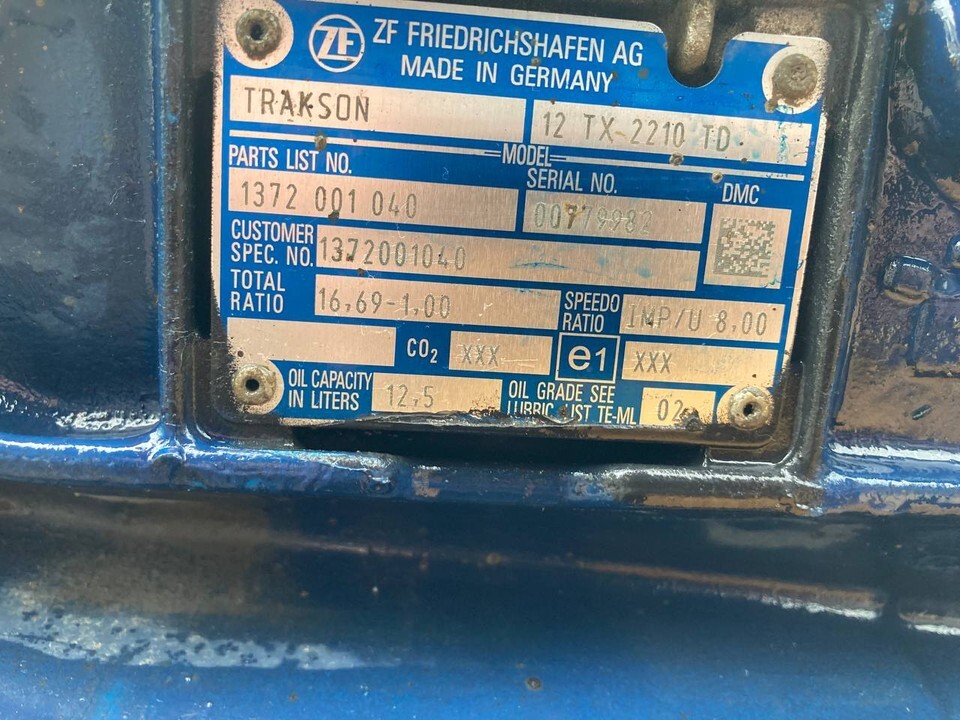 ZF ZF FRIEDRICHSHAFEN AG
MADE IN GERMANY
TRAKSON 12 TX 2210 TD
MODEL
PARTS LIST NO. SERIAL NO. DMC
1372 001 040 00779982
CUSTOMER
SPEC. NO. 1372001040
TOTAL
RATIO 16,69-1,00
SPEEDO
RATIO IMP/U 8,00
CO2 XXX e1 XXX
OIL CAPACITY
IN LITERS 12,5
OIL GRADE SEE
LUBRIC. LIST TE-ML 02